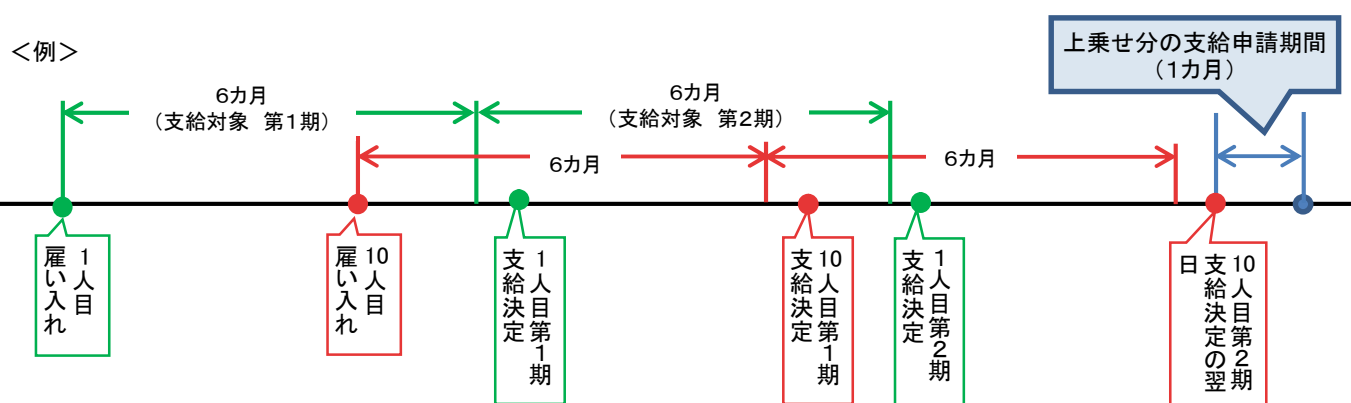 ＜例＞
上乗せ分の支給申請期間
（1カ月）
6カ月
（支給対象　第1期）
6カ月
（支給対象　第2期）
6カ月
6カ月
1人目
雇い入れ
10人目
雇い入れ
1人目第1期
支給決定
10人目第1期
支給決定
1人目第2期
支給決定
10人目第2期
支給決定の翌
日